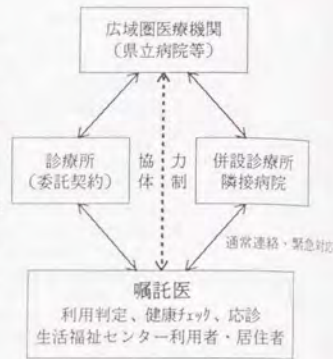 広域圏医療機関
（県立病院等）
診療所
（委託契約）
協力
体制
併設診療所
隣接病院
通常連絡・緊急対応
嘱託医
利用判定、健康ﾁｪｯｸ、応診
生活福祉センター利用者・居住者